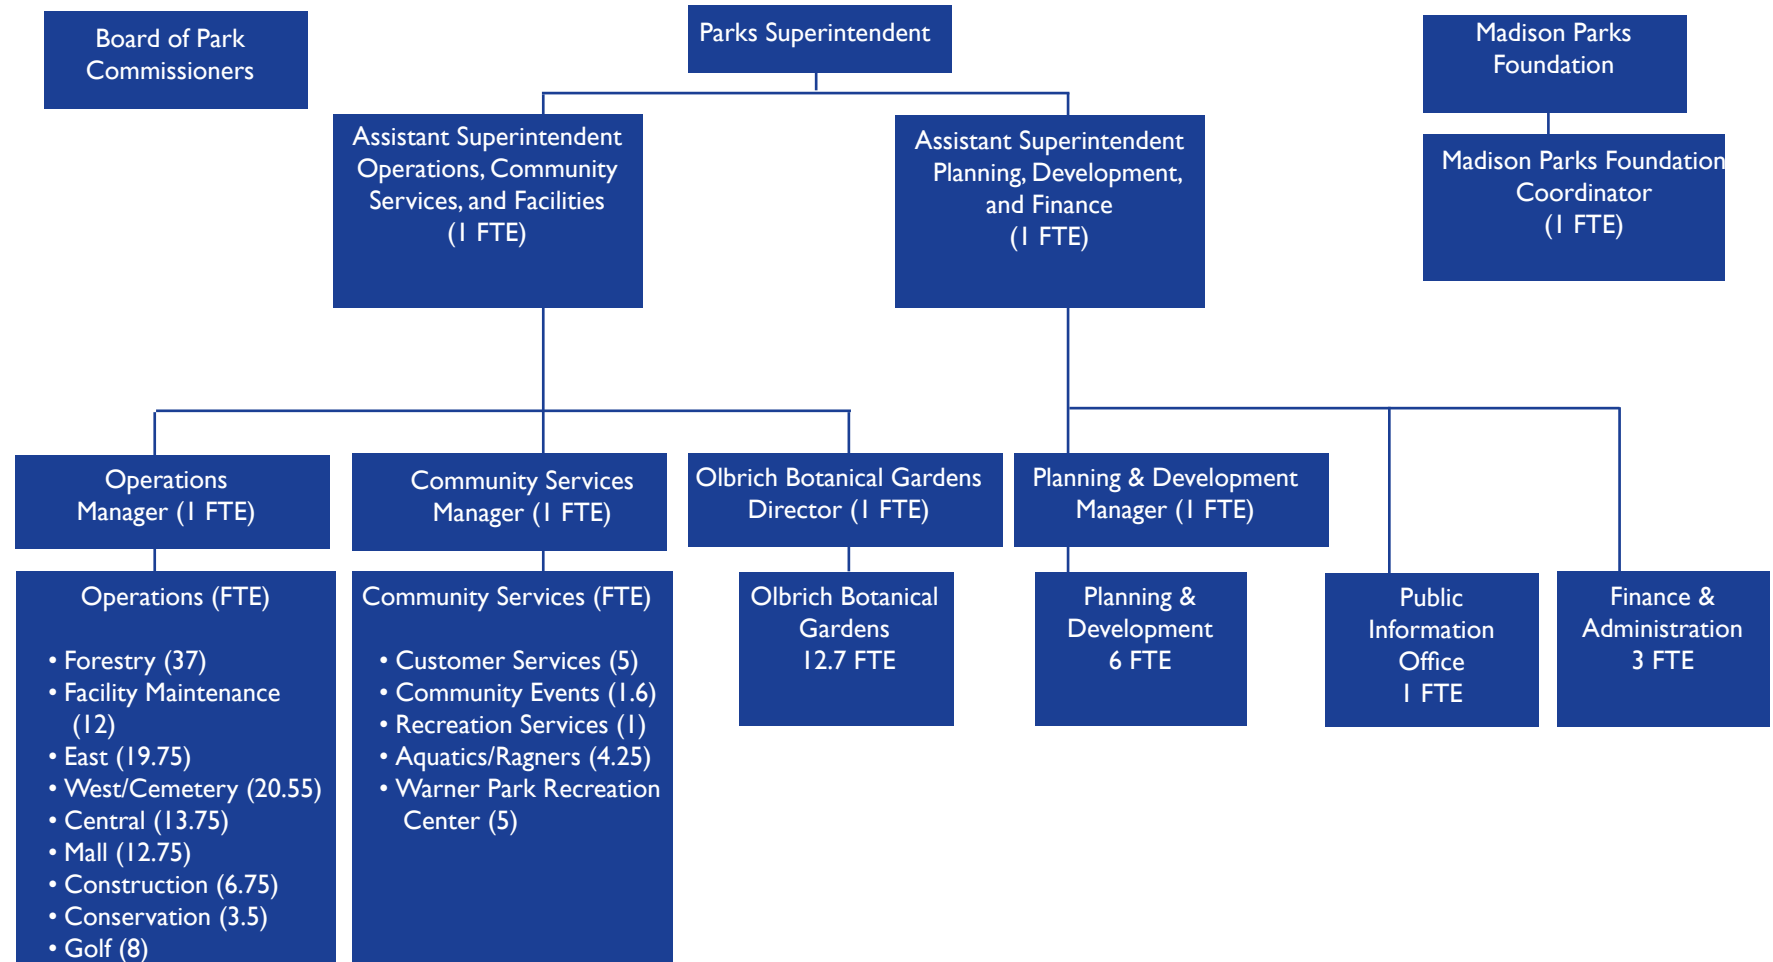 Board of Park
Commissioners
Parks Superintendent
Madison Parks
Foundation
Assistant Superintendent
Operations, Community
Services, and Facilities
(1 FTE)
Assistant Superintendent
Planning, Development,
and Finance
(1 FTE)
Madison Parks Foundation
Coordinator
(1 FTE)
Operations
Manager (1 FTE)
Community Services
Manager (1 FTE)
Olbrich Botanical Gardens
Director (1 FTE)
Planning & Development
Manager (1 FTE)
Operations (FTE)
• Forestry (37)
• Facility Maintenance
(12)
• East (19.75)
• West/Cemetery (20.55)
• Central (13.75)
• Mall (12.75)
• Construction (6.75)
• Conservation (3.5)
• Golf (8)
Community Services (FTE)
• Customer Services (5)
• Community Events (1.6)
• Recreation Services (1)
• Aquatics/Ragners (4.25)
• Warner Park Recreation
Center (5)
Olbrich Botanical
Gardens
12.7 FTE
Planning &
Development
6 FTE
Public
Information
Office
1 FTE
Finance &
Administration
3 FTE